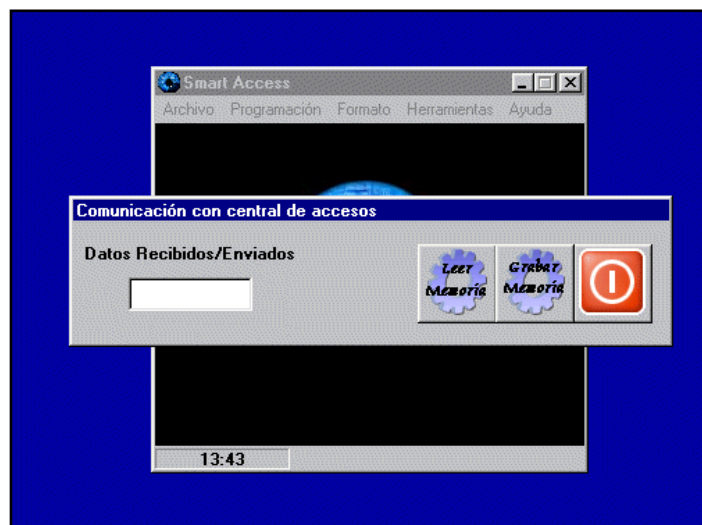 Smart Access
Archivo Programación Formato Herramientas Ayuda
Comunicación con central de accesos
Datos Recibidos/Enviados
Leer
Memoria
Grabar
Memoria
13:43